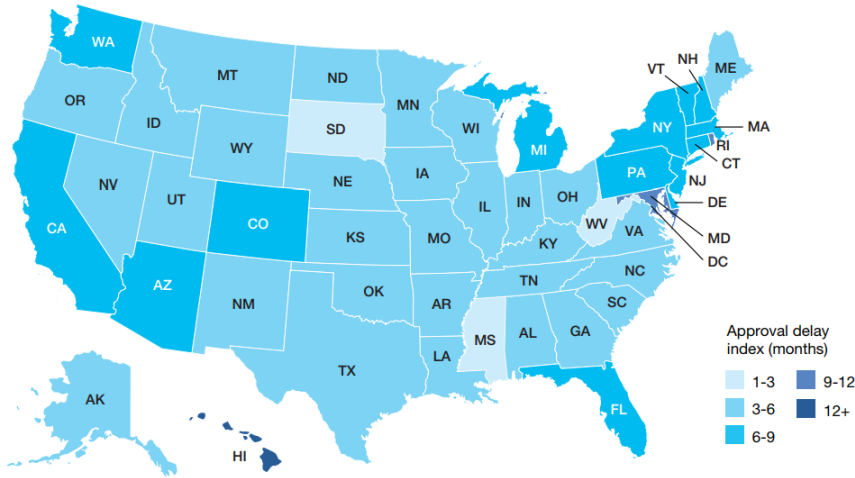 WA
MT
ND
OR
ID
WY
SD
MN
WI
MI
NY
VT
NH
ME
MA
RI
CT
PA
NJ
DE
MD
DC
NV
UT
CO
NE
IA
IL
IN
OH
WV
VA
CA
AZ
NM
KS
MO
KY
NC
TN
SC
OK
AR
MS
AL
GA
TX
LA
FL
AK
HI
Approval delay
index (months)
1-3
3-6
6-9
9-12
12+